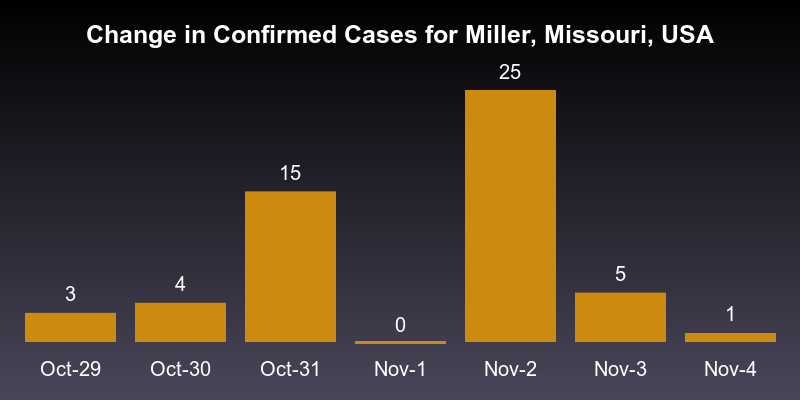 Change in Confirmed Cases for Miller, Missouri, USA
3 4 15 0 25 5 1
Oct-29 Oct-30 Oct-31 Nov-1 Nov-2 Nov-3 Nov-4